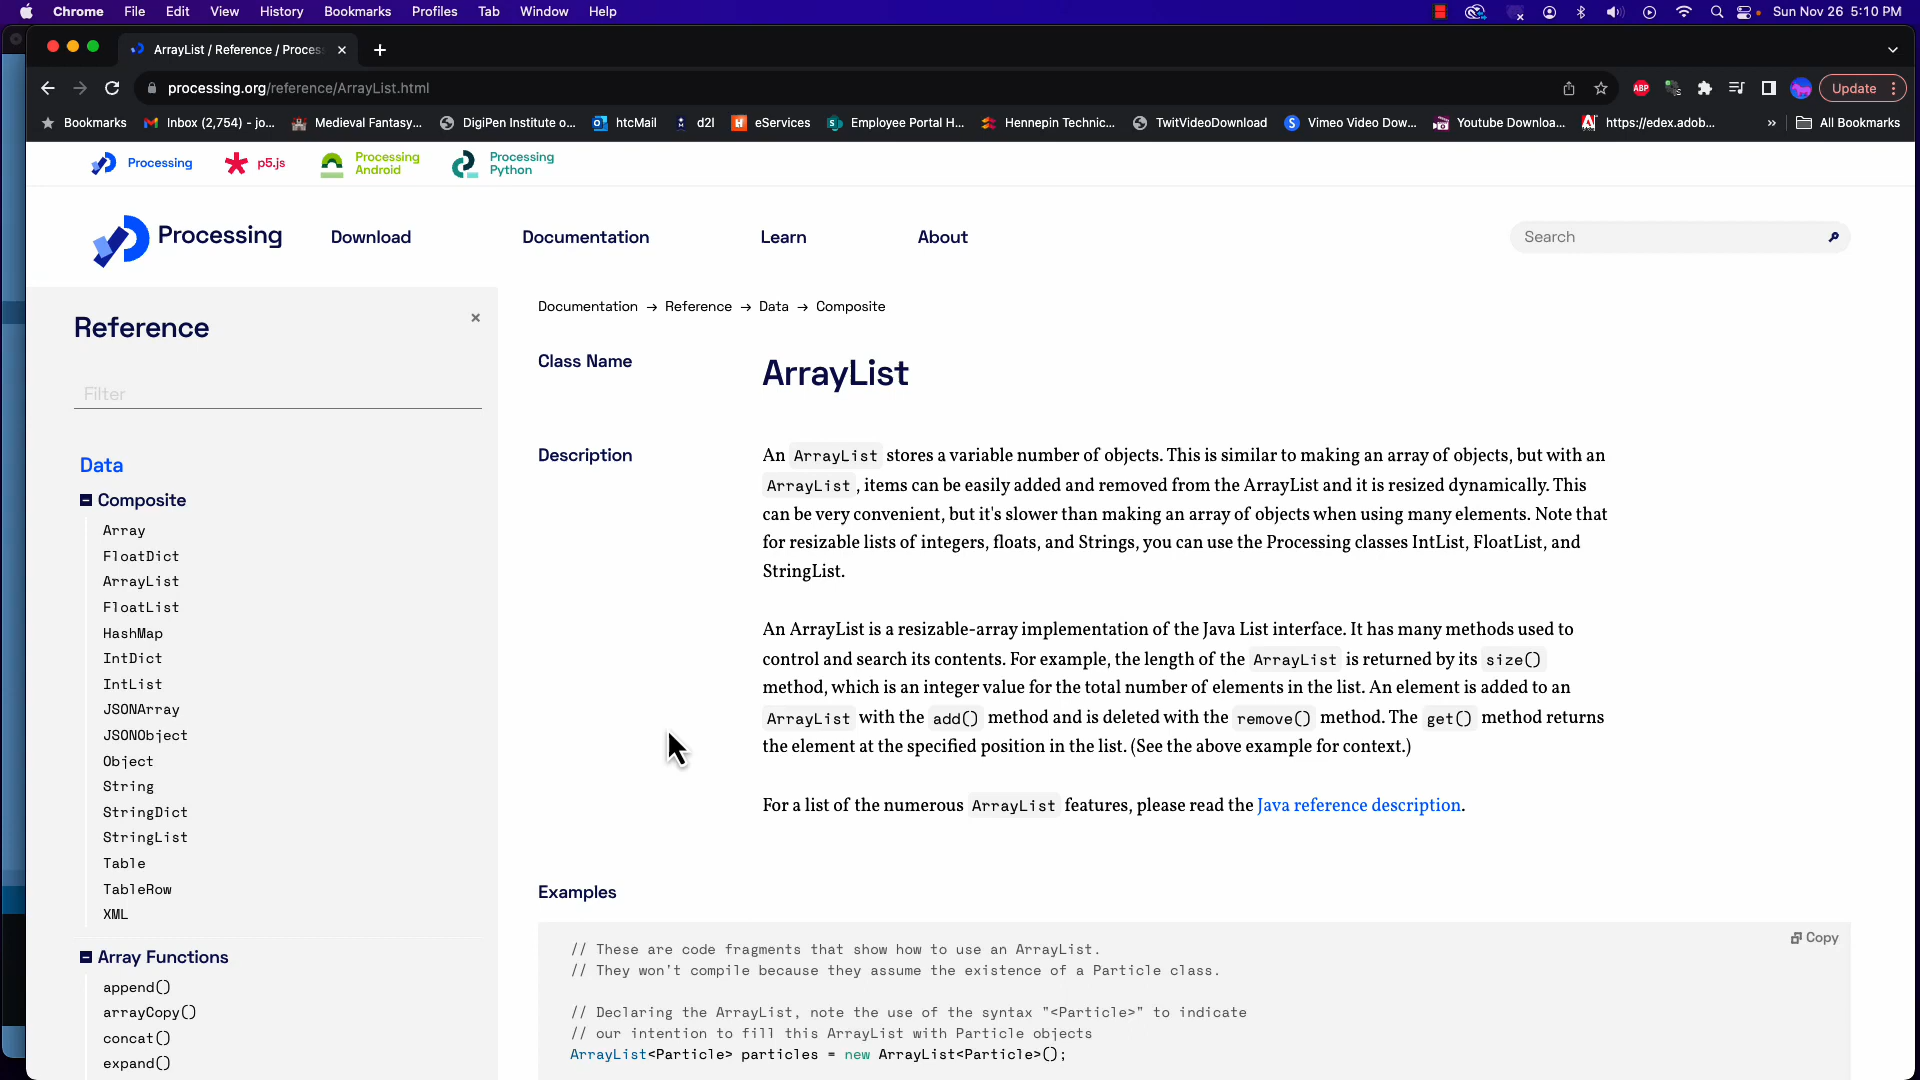 Chrome File Edit View History Bookmarks Profiles Tab Window Help Sun Nov 26 5:10 PM
ArrayList / Reference / Process
processing.org/reference/ArrayList.html
ABP
Update
Bookmarks Inbox (2,754) - jo... Medieval Fantasy... DigiPen Institute o... htcMail d2l eServices Employee Portal H... Hennepin Technic... TwitVideoDownload Vimeo Video Dow... Youtube Downloa... https://edex.adob... » All Bookmarks
Processing p5.js Processing Android Processing Python
Processing Download Documentation Learn About Search
Reference
Filter
Data
Composite
Array
FloatDict
ArrayList
FloatList
HashMap
IntDict
IntList
JSONArray
JSONObject
Object
String
StringDict
StringList
Table
TableRow
XML
Array Functions
append()
arrayCopy()
concat()
expand()
Documentation → Reference → Data → Composite
Class Name
ArrayList
Description
An ArrayList stores a variable number of objects. This is similar to making an array of objects, but with an
ArrayList , items can be easily added and removed from the ArrayList and it is resized dynamically. This
can be very convenient, but it's slower than making an array of objects when using many elements. Note that
for resizable lists of integers, floats, and Strings, you can use the Processing classes IntList, FloatList, and
StringList.
An ArrayList is a resizable-array implementation of the Java List interface. It has many methods used to
control and search its contents. For example, the length of the ArrayList is returned by its size()
method, which is an integer value for the total number of elements in the list. An element is added to an
ArrayList with the add() method and is deleted with the remove() method. The get() method returns
the element at the specified position in the list. (See the above example for context.)
For a list of the numerous ArrayList features, please read the Java reference description.
Examples
Copy
// These are code fragments that show how to use an ArrayList.
// They won't compile because they assume the existence of a Particle class.
// Declaring the ArrayList, note the use of the syntax "<Particle>" to indicate
// our intention to fill this ArrayList with Particle objects
ArrayList<Particle> particles = new ArrayList<Particle>();